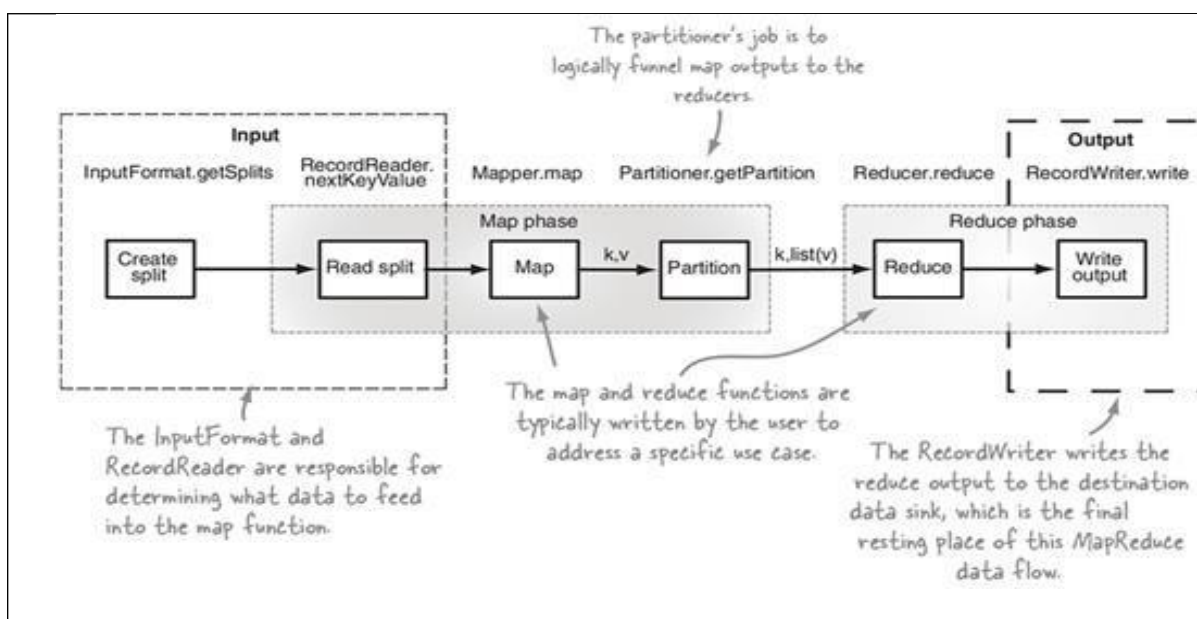 The partitioner's job is to
logically funnel map outputs to the
reducers.
Input
Output
InputFormat.getSplits
RecordReader.
nextKeyValue
Mapper.map
Partitioner.getPartition
Reducer.reduce
RecordWriter.write
Map phase
Reduce phase
Create
split
Read split
Map
k,v
Partition
k,list(v)
Reduce
Write
output
The map and reduce functions are
typically written by the user to
address a specific use case.
The InputFormat and
RecordReader are responsible for
determining what data to feed
into the map function.
The RecordWriter writes the
reduce output to the destination
data sink, which is the final
resting place of this MapReduce
data flow.